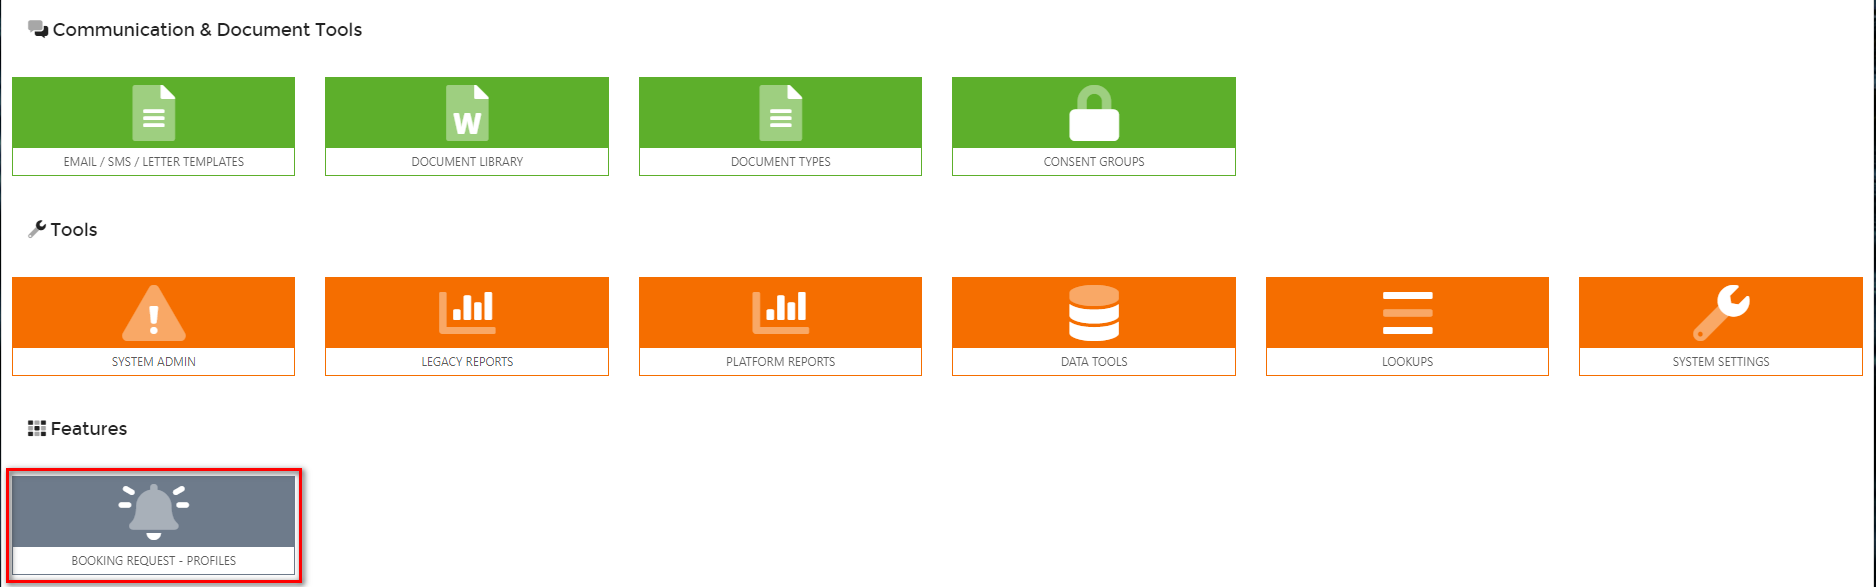 Communication & Document Tools
EMAIL / SMS / LETTER TEMPLATES
W
DOCUMENT LIBRARY
DOCUMENT TYPES
CONSENT GROUPS
Tools
SYSTEM ADMIN
LEGACY REPORTS
PLATFORM REPORTS
DATA TOOLS
LOOKUPS
SYSTEM SETTINGS
Features
BOOKING REQUEST - PROFILES